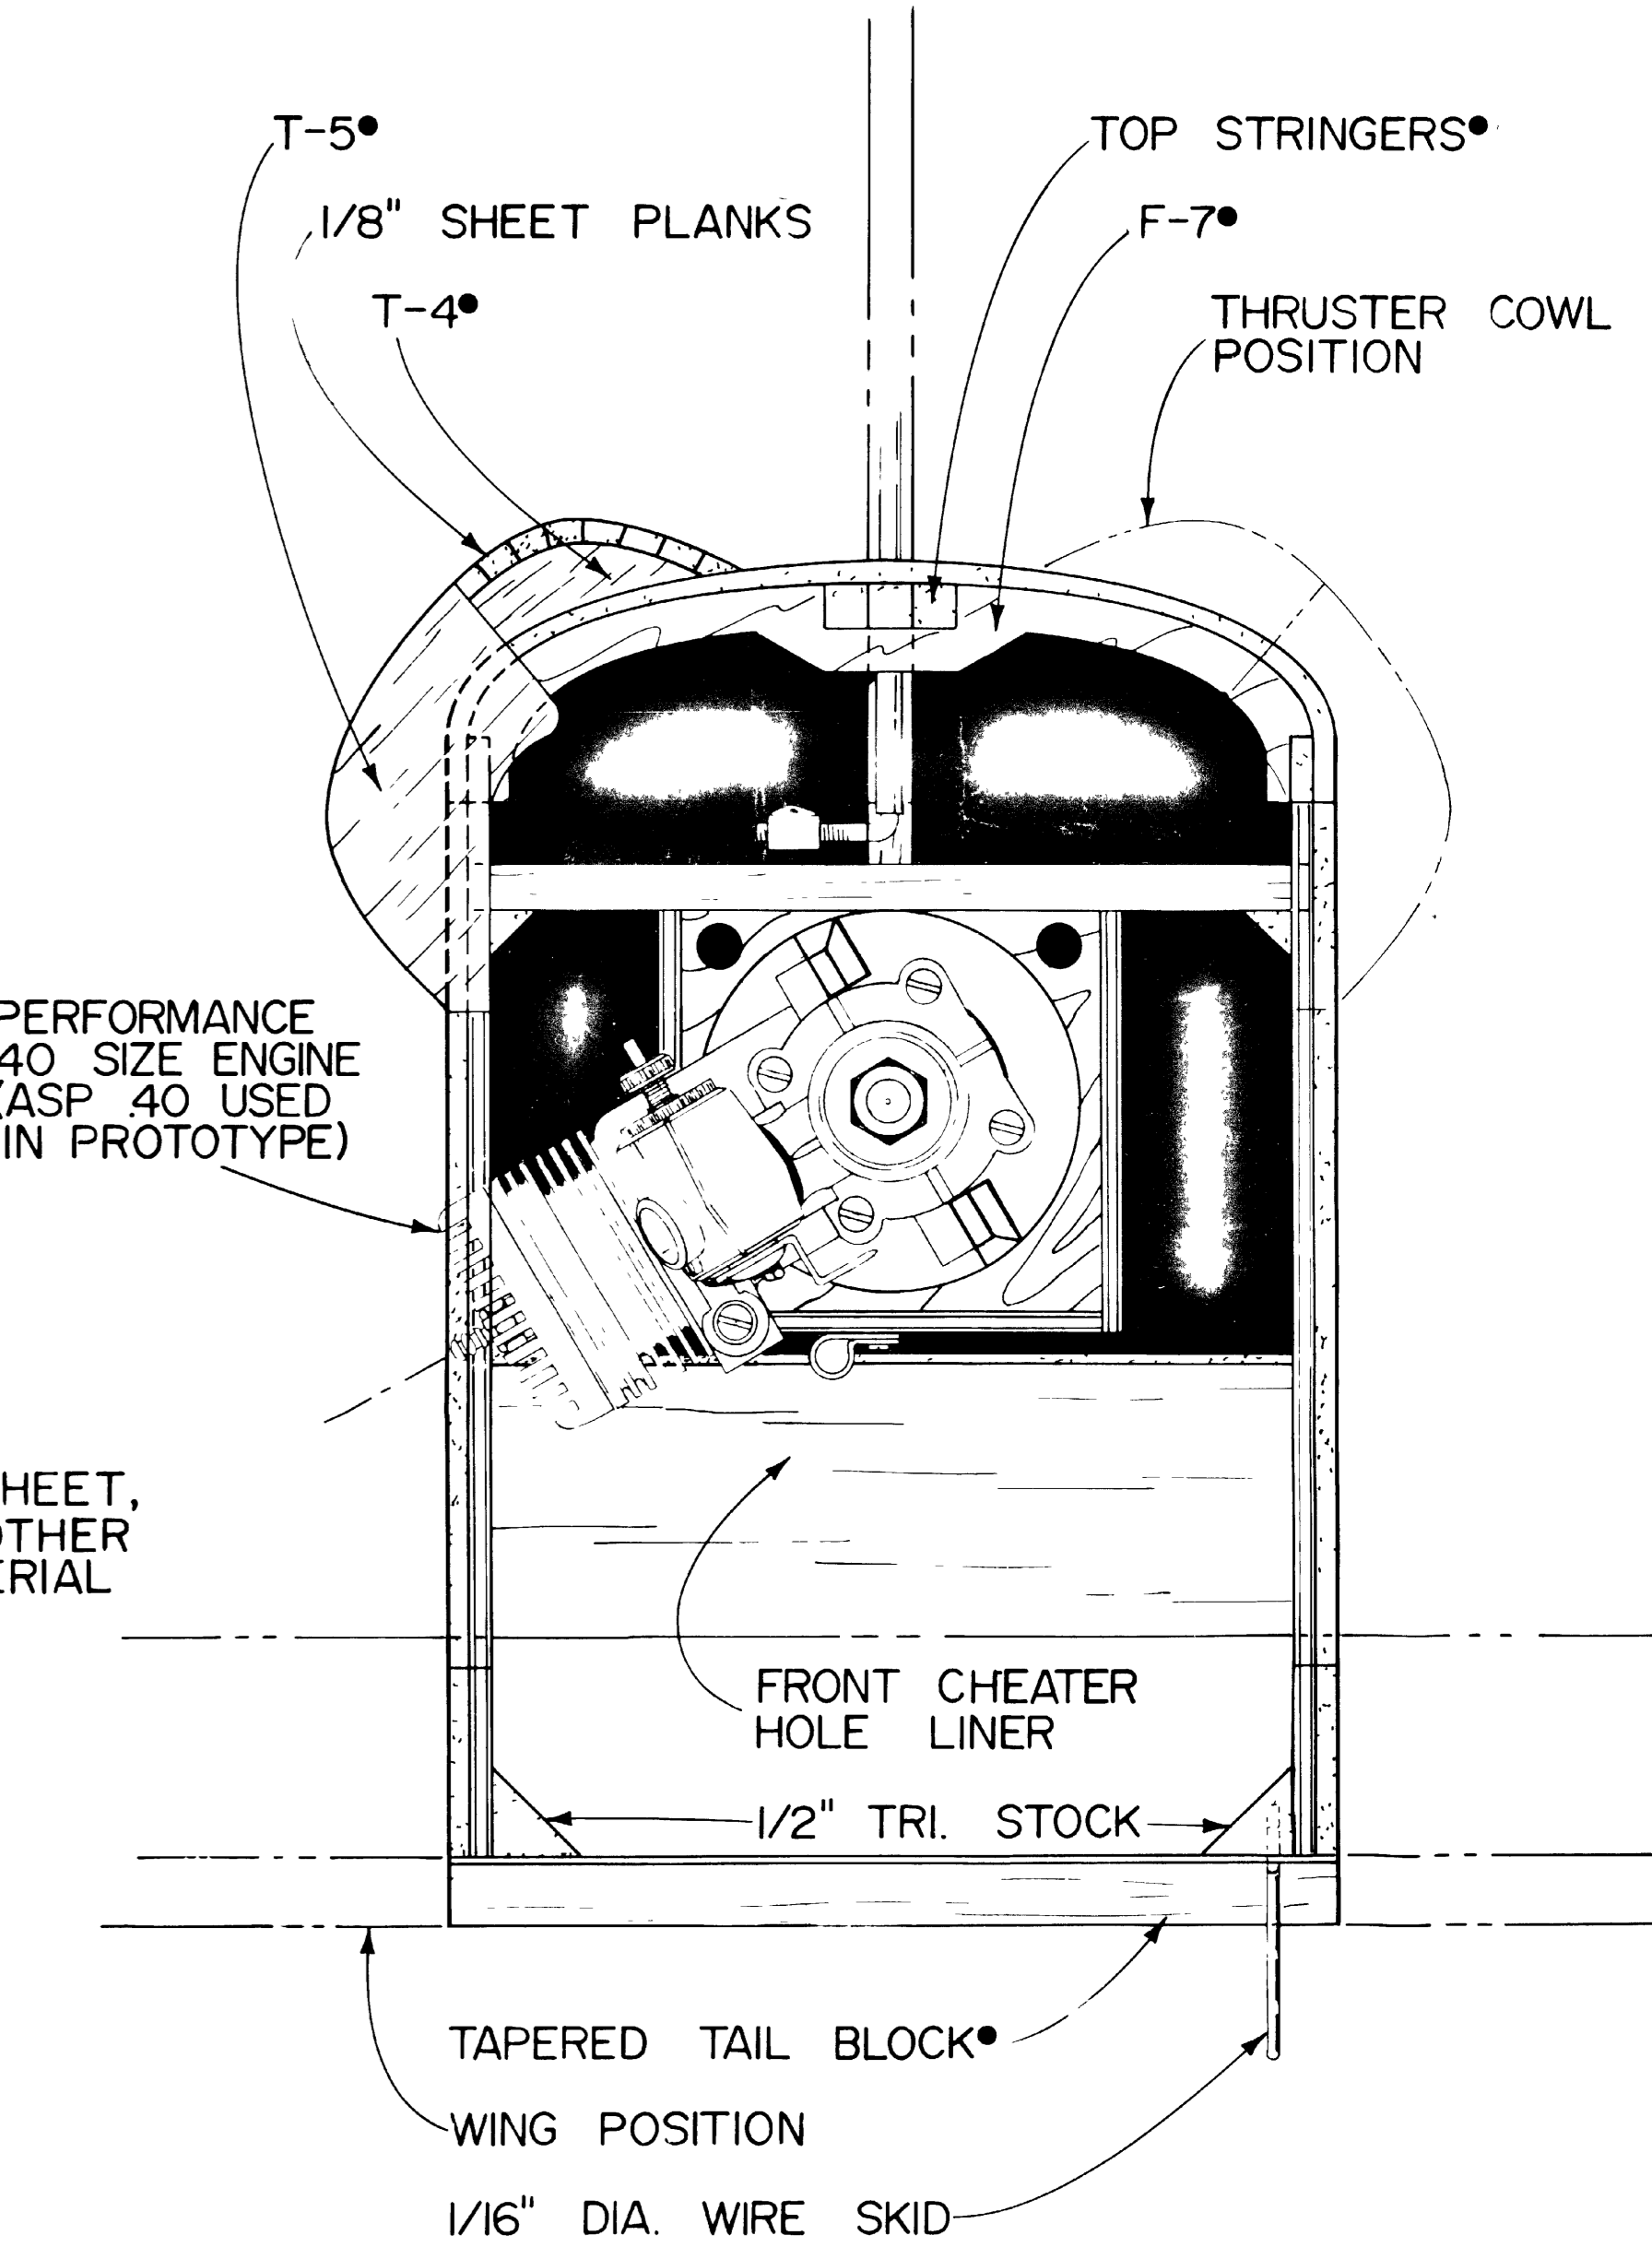 T-5●
TOP STRINGERS●
1/8" SHEET PLANKS
F-7●
T-4●
THRUSTER COWL
POSITION
PERFORMANCE
40 SIZE ENGINE
(ASP .40 USED
IN PROTOTYPE)
HEET,
OTHER
ERIAL
FRONT CHEATER
HOLE LINER
1/2" TRI. STOCK
TAPERED TAIL BLOCK●
WING POSITION
1/16" DIA. WIRE SKID